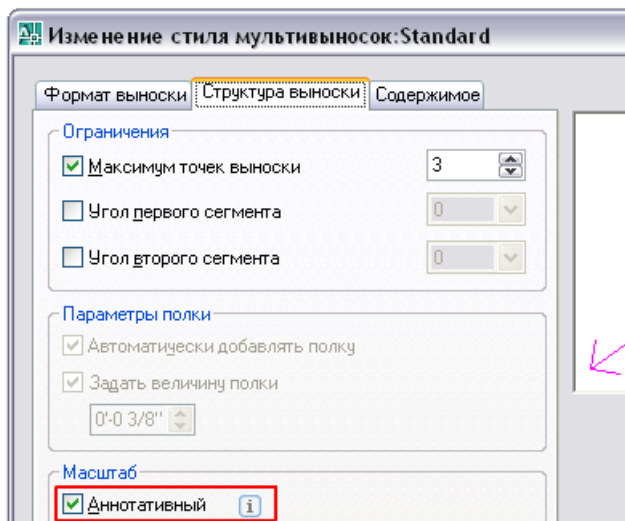 Изменение стиля мультивыносок:Standard
Формат выноски Структура выноски Содержимое
Ограничения
Максимум точек выноски 3
Угол первого сегмента 0
Угол второго сегмента 0
Параметры полки
Автоматически добавлять полку
Задать величину полки
0'-0 3/8"
Масштаб
Аннотативный i